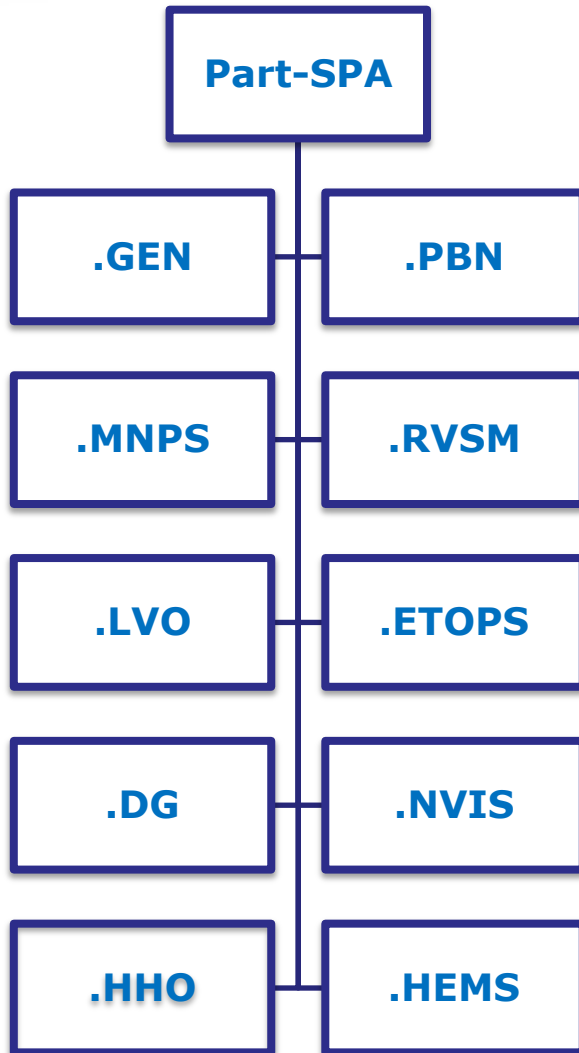 Part-SPA
.GEN
.PBN
.MNPS
.RVSM
.LVO
.ETOPS
.DG
.NVIS
.HHO
.HEMS